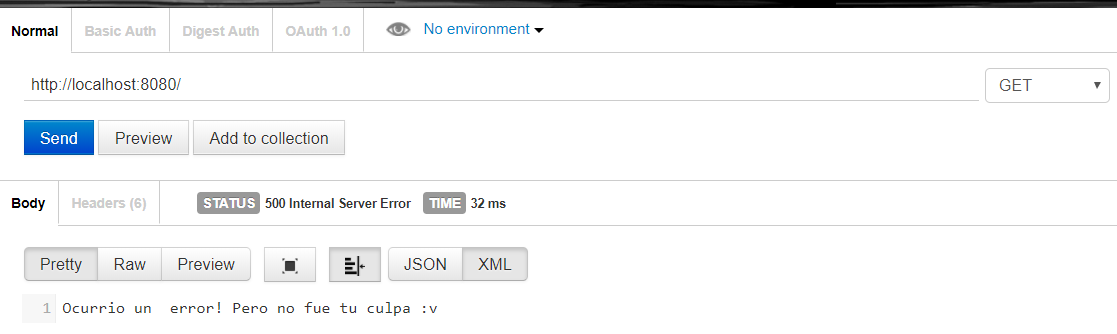 Normal Basic Auth Digest Auth OAuth 1.0 No environment
http://localhost:8080/ GET
Send Preview Add to collection
Body Headers (6) STATUS 500 Internal Server Error TIME 32 ms
Pretty Raw Preview JSON XML
1 Ocurrio un  error! Pero no fue tu culpa :v